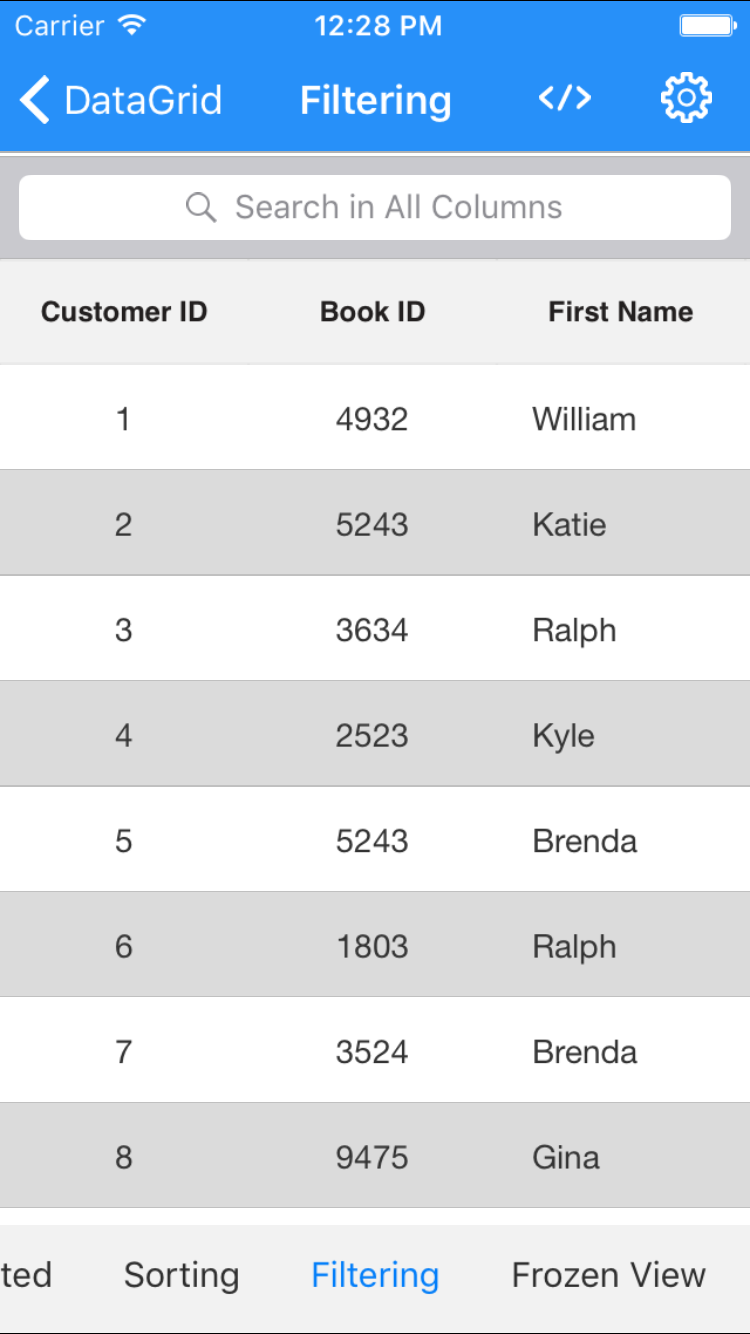 Carrier 12:28 PM
DataGrid Filtering </>
Search in All Columns
Customer ID Book ID First Name
1 4932 William
2 5243 Katie
3 3634 Ralph
4 2523 Kyle
5 5243 Brenda
6 1803 Ralph
7 3524 Brenda
8 9475 Gina
ted Sorting Filtering Frozen View